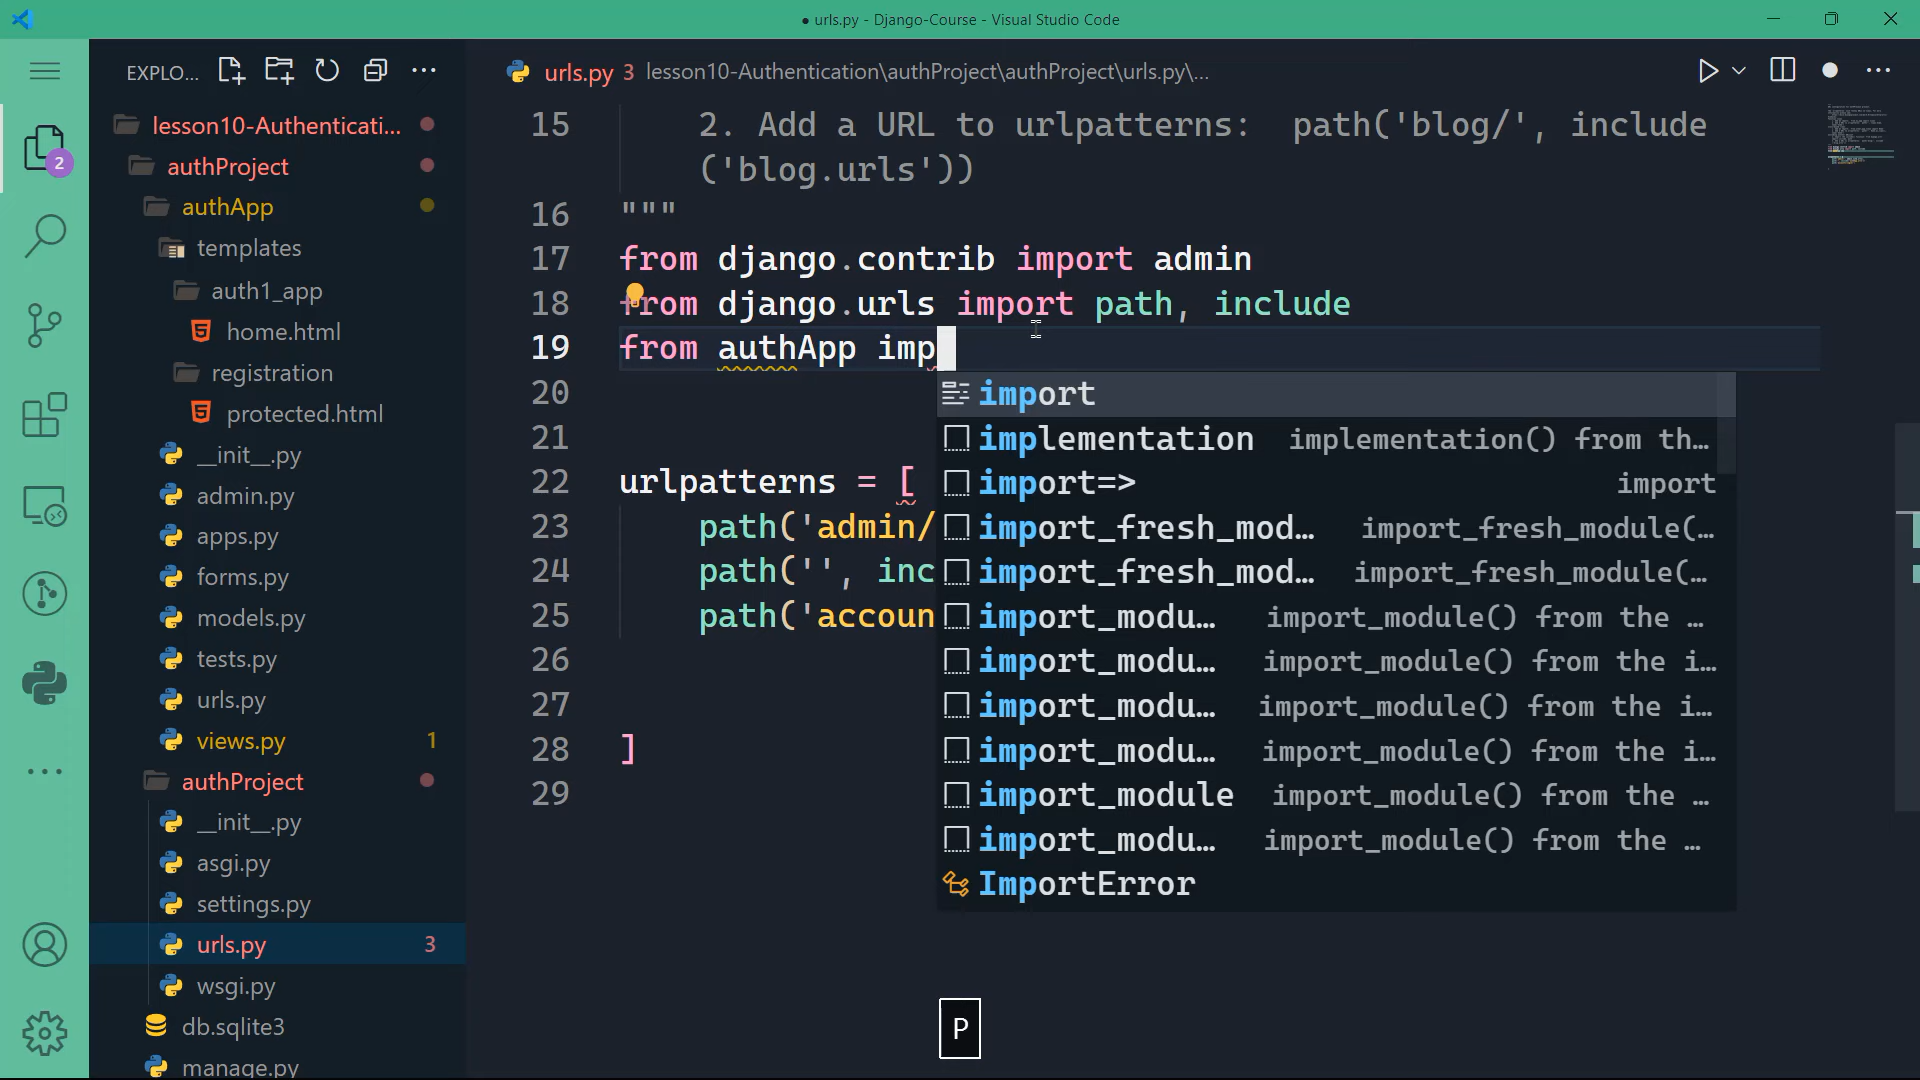 ● urls.py - Django-Course - Visual Studio Code
EXPLO...
urls.py 3 lesson10-Authentication\authProject\authProject\urls.py\...
2
lesson10-Authenticati...
authProject
authApp
templates
auth1_app
home.html
registration
protected.html
__init__.py
admin.py
apps.py
forms.py
models.py
tests.py
urls.py
views.py 1
authProject
__init__.py
asgi.py
settings.py
urls.py 3
wsgi.py
db.sqlite3
manage.py
15 2. Add a URL to urlpatterns:  path('blog/', include
('blog.urls'))
16 """
17 from django.contrib import admin
18 from django.urls import path, include
19 from authApp imp
20
21
22 urlpatterns = [
23 path('admin/
24 path('', inc
25 path('accoun
26
27
28 ]
29
import
implementation implementation() from th...
import=> import
import_fresh_mod... import_fresh_module(...
import_fresh_mod... import_fresh_module(...
import_modu... import_module() from the ...
import_modu... import_module() from the i...
import_modu... import_module() from the i...
import_modu... import_module() from the i...
import_module import_module() from the ...
import_modu... import_module() from the ...
ImportError
P